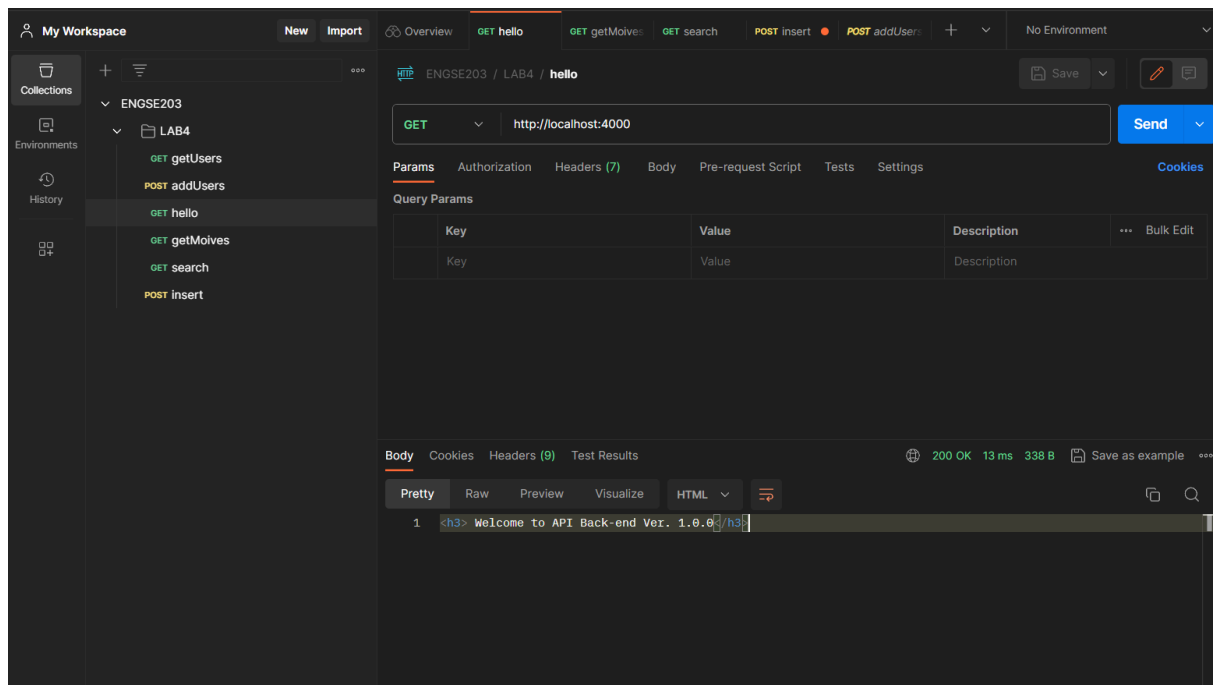 My Workspace New Import Overview GET hello GET getMoives GET search POST insert POST addUsers No Environment
Collections
ENGSE203 / LAB4 / hello Save
ENGSE203
LAB4
GET getUsers
POST addUsers
GET hello
GET getMoives
GET search
POST insert
Environments
History
GET http://localhost:4000 Send
Params Authorization Headers (7) Body Pre-request Script Tests Settings Cookies
Query Params
Key Value Description Bulk Edit
Key Value Description
Body Cookies Headers (9) Test Results 200 OK 13 ms 338 B Save as example
Pretty Raw Preview Visualize HTML
1 <h3> Welcome to API Back-end Ver. 1.0.0</h3>